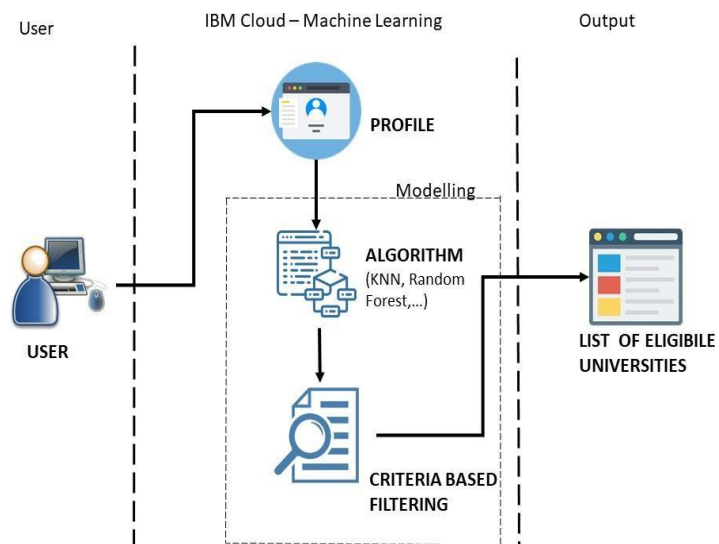 User
IBM Cloud – Machine Learning
Output
PROFILE
Modelling
ALGORITHM
(KNN, Random
Forest,...)
USER
LIST OF ELIGIBILE
UNIVERSITIES
CRITERIA BASED
FILTERING